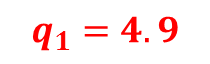 q₁ = 4.9